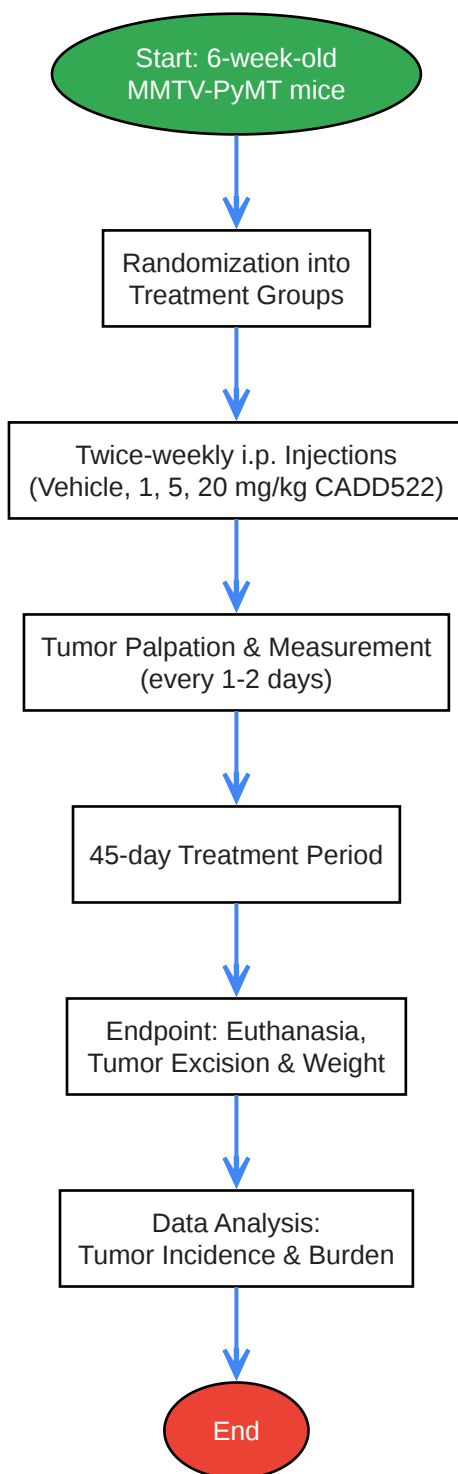 Start: 6-week-old
MMTV-PyMT mice
Randomization into
Treatment Groups
Twice-weekly i.p. Injections
(Vehicle, 1, 5, 20 mg/kg CADD522)
Tumor Palpation & Measurement
(every 1-2 days)
45-day Treatment Period
Endpoint: Euthanasia,
Tumor Excision & Weight
Data Analysis:
Tumor Incidence & Burden
End